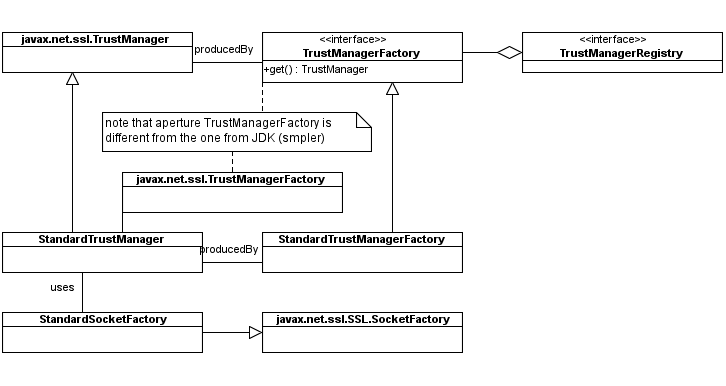 javax.net.ssl.TrustManager
producedBy
<<interface>>
TrustManagerFactory
+get() : TrustManager
<<interface>>
TrustManagerRegistry
note that aperture TrustManagerFactory is
different from the one from JDK (smpler)
javax.net.ssl.TrustManagerFactory
StandardTrustManager
producedBy
StandardTrustManagerFactory
uses
StandardSocketFactory
javax.net.ssl.SSL.SocketFactory